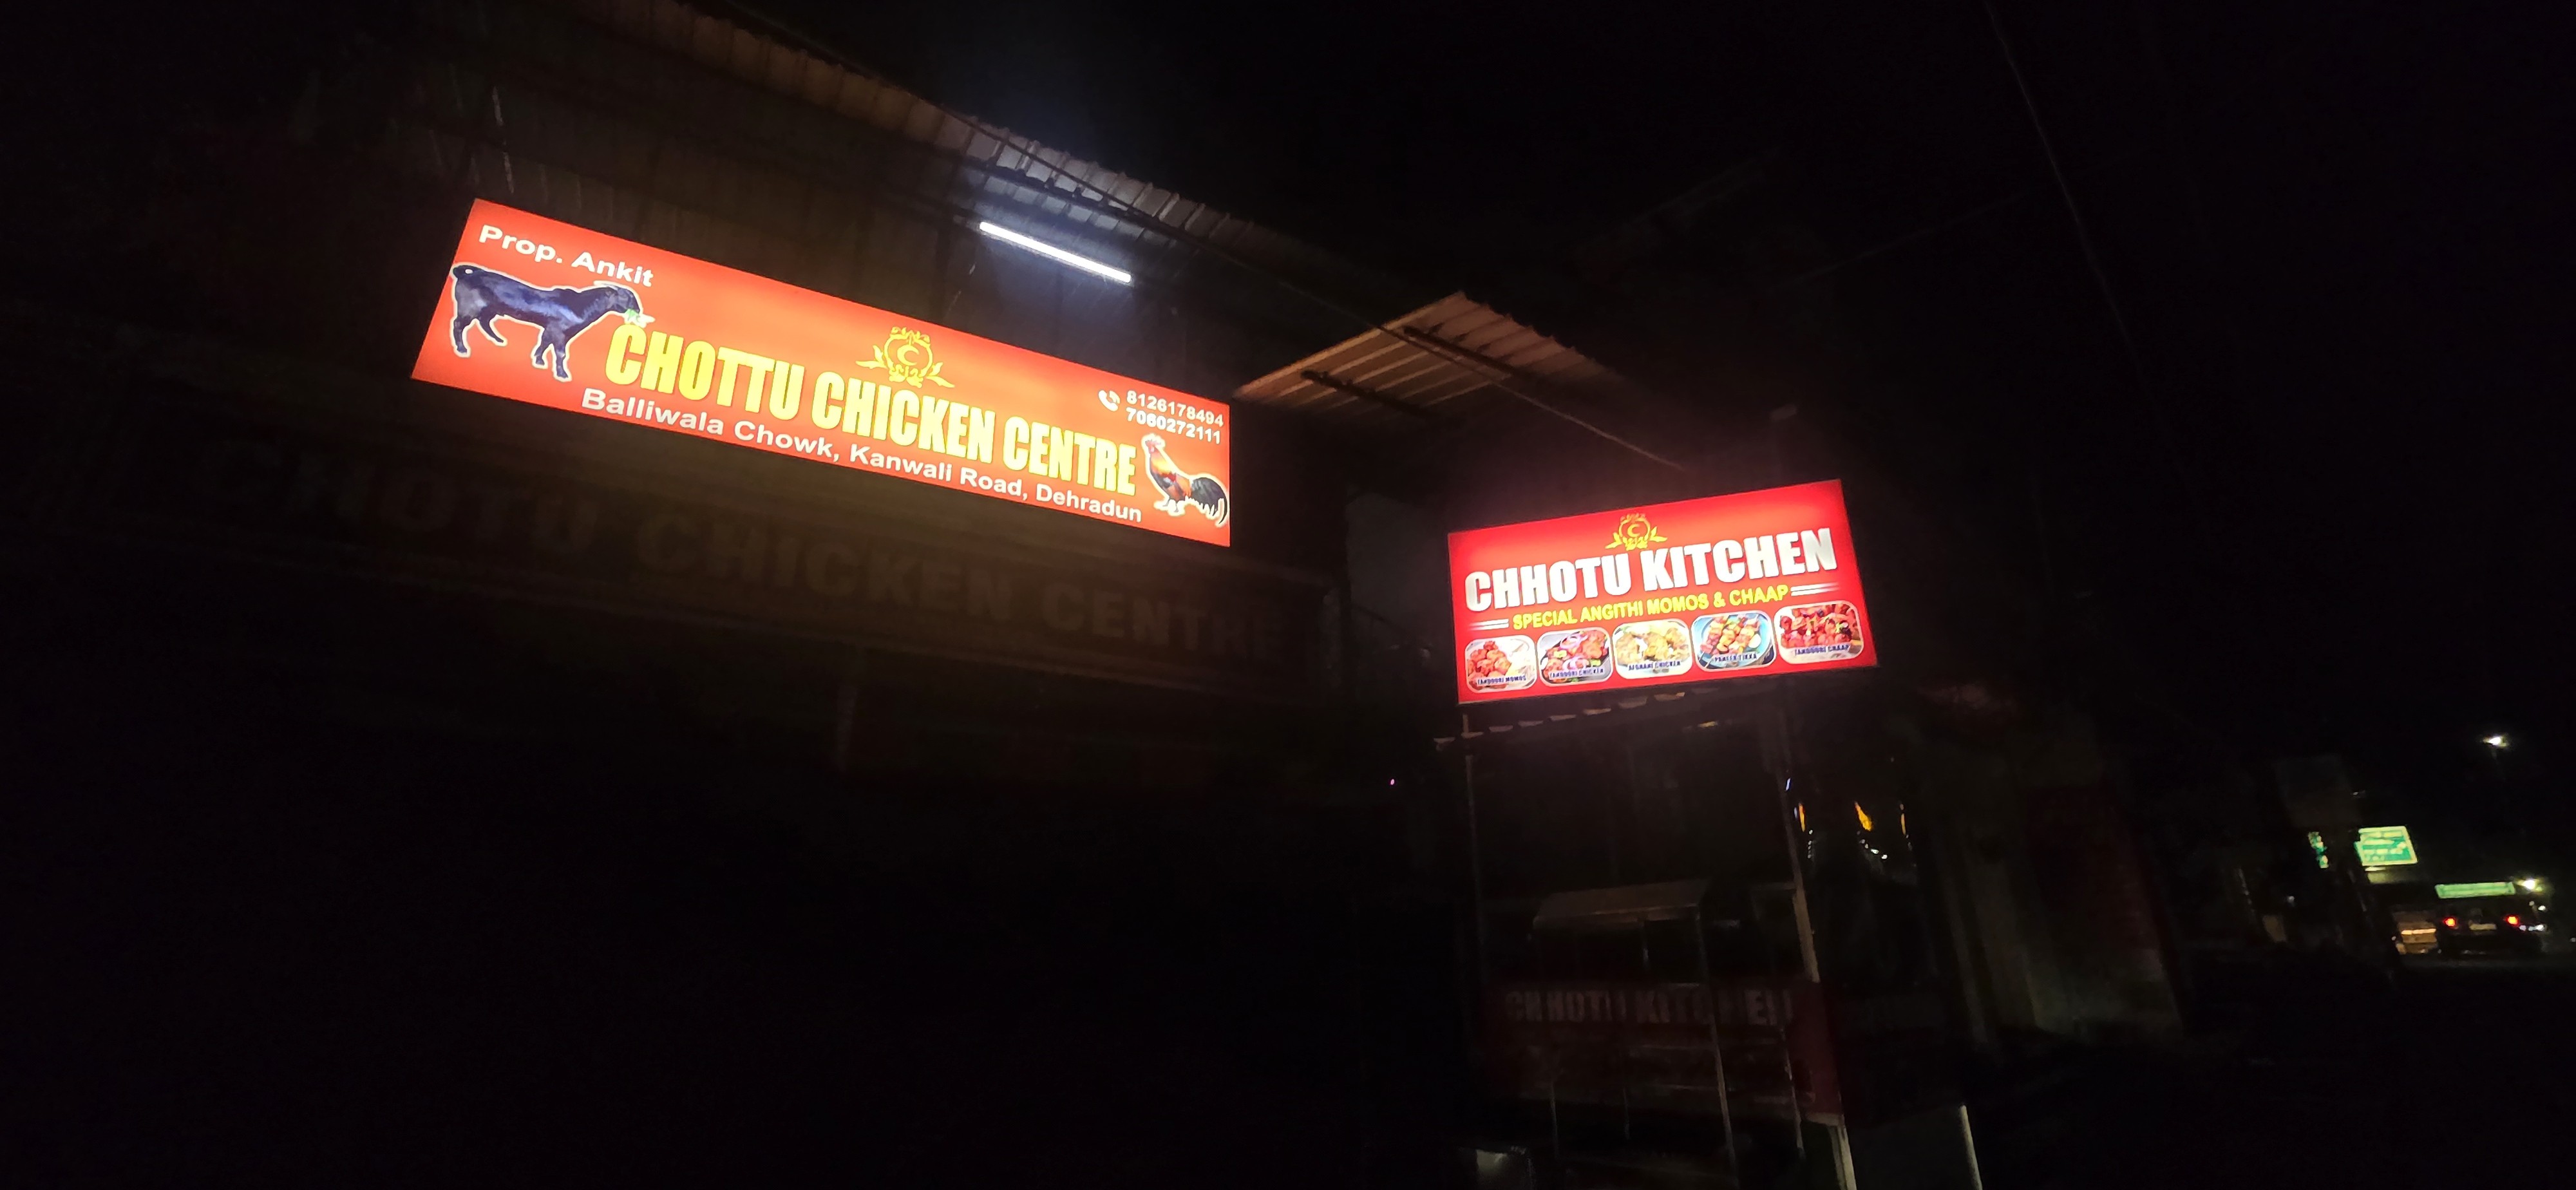 Prop. Ankit
C
CHOTTU CHICKEN CENTRE
8126178494
7060272111
Balliwala Chowk, Kanwali Road, Dehradun
CHOTU CHICKEN CENTRE
C
CHHOTU KITCHEN
SPECIAL ANGITHI MOMOS & CHAAP
TANDOORI MOMOS
TANDOORI CHICKEN
AFGHANI CHICKEN
PANEER TIKKA
TANDOORI CHAAP
CHHOTU KITCHEN